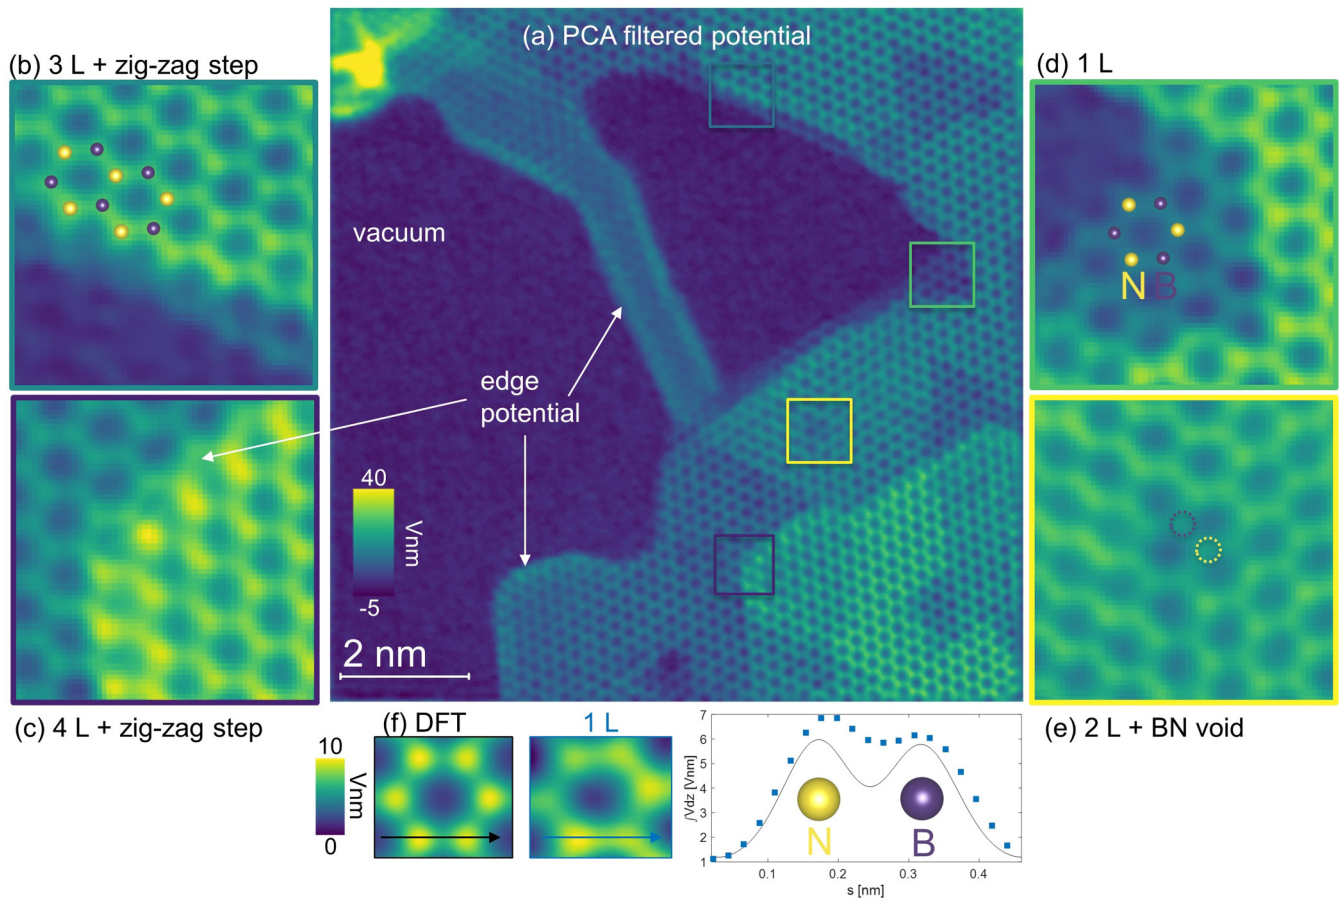 (a) PCA filtered potential
(b) 3 L + zig-zag step
(d) 1 L
vacuum
N B
edge
potential
40
Vnm
-5
2 nm
(c) 4 L + zig-zag step
(e) 2 L + BN void
(f) DFT
1 L
10
Vnm
0
∫Vdz [Vnm]
7
6
5
4
3
2
1
N
B
0.1 0.2 0.3 0.4
s [nm]